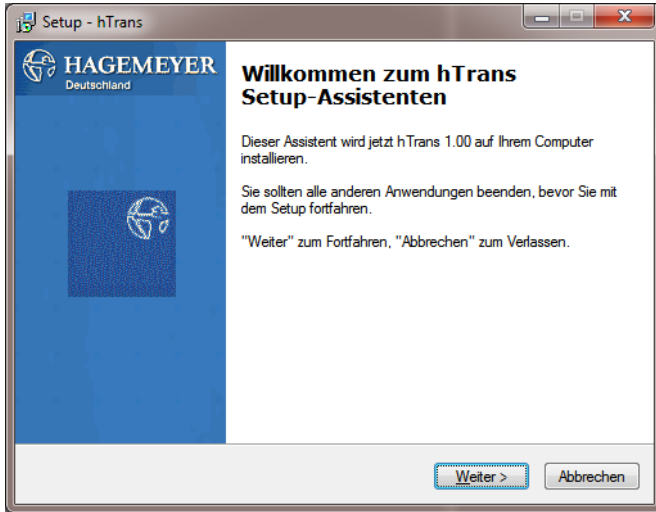 Setup - hTrans
HAGEMEYER
Deutschland
Willkommen zum hTrans
Setup-Assistenten
Dieser Assistent wird jetzt hTrans 1.00 auf Ihrem Computer
installieren.
Sie sollten alle anderen Anwendungen beenden, bevor Sie mit
dem Setup fortfahren.
"Weiter" zum Fortfahren, "Abbrechen" zum Verlassen.
Weiter >
Abbrechen